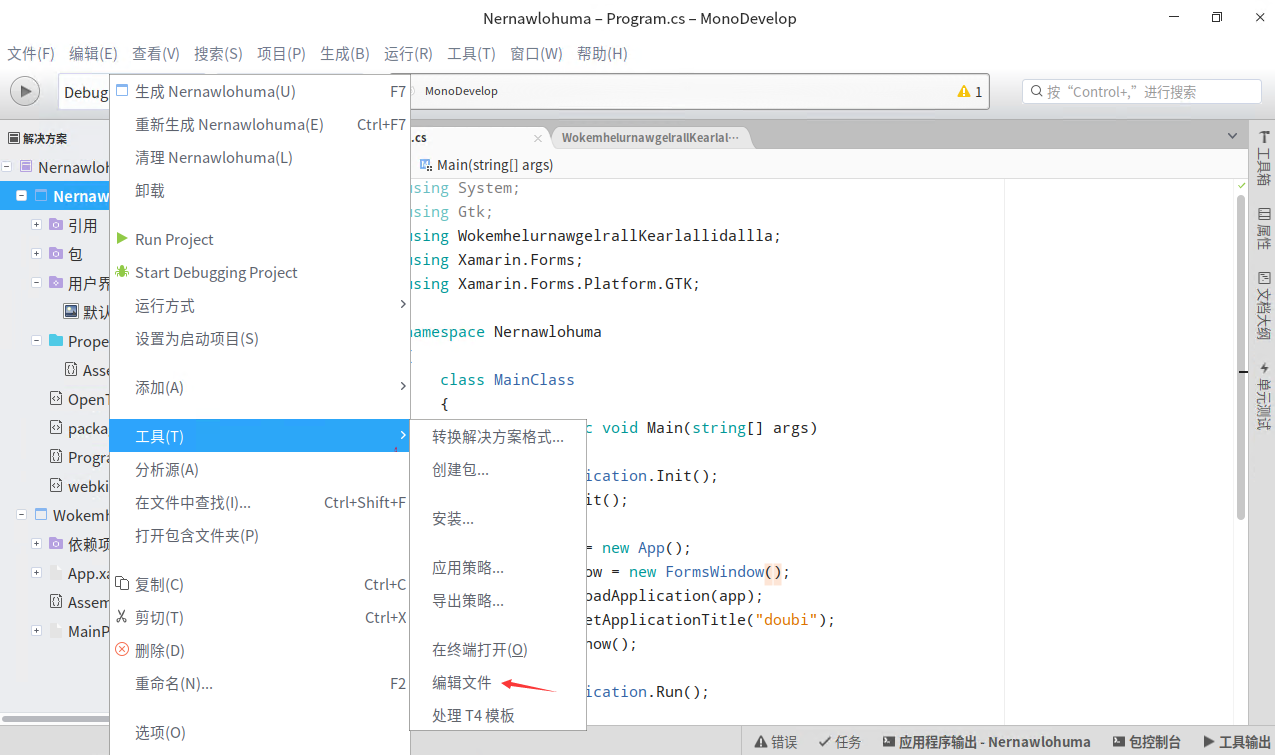 Nernawlohuma – Program.cs – MonoDevelop
文件(F) 编辑(E) 查看(V) 搜索(S) 项目(P) 生成(B) 运行(R) 工具(T) 窗口(W) 帮助(H)
Debug
MonoDevelop
1
按“Control+,”进行搜索
解决方案
Nernawloh
Nernaw
引用
包
用户界
默认
Prope
Asse
OpenT
packa
Progra
webki
Wokemh
依赖项
App.xa
Assem
MainP
生成 Nernawlohuma(U) F7
重新生成 Nernawlohuma(E) Ctrl+F7
清理 Nernawlohuma(L)
卸载
Run Project
Start Debugging Project
运行方式
设置为启动项目(S)
添加(A)
工具(T)
分析源(A)
在文件中查找(I)... Ctrl+Shift+F
打开包含文件夹(P)
复制(C) Ctrl+C
剪切(T) Ctrl+X
删除(D)
重命名(N)... F2
选项(O)
转换解决方案格式...
创建包...
安装...
应用策略...
导出策略...
在终端打开(O)
编辑文件
处理 T4 模板
.cs
WokemhelurnawgelrallKearlal···
Main(string[] args)
using System;
using Gtk;
using WokemhelurnawgelrallKearlallidallla;
using Xamarin.Forms;
using Xamarin.Forms.Platform.GTK;
namespace Nernawlohuma
class MainClass
{
c void Main(string[] args)
ication.Init();
it();
= new App();
ow = new FormsWindow();
oadApplication(app);
etApplicationTitle("doubi");
how();
ication.Run();
工具箱
属性
文档大纲
单元测试
错误 任务 应用程序输出 - Nernawlohuma 包控制台 工具输出